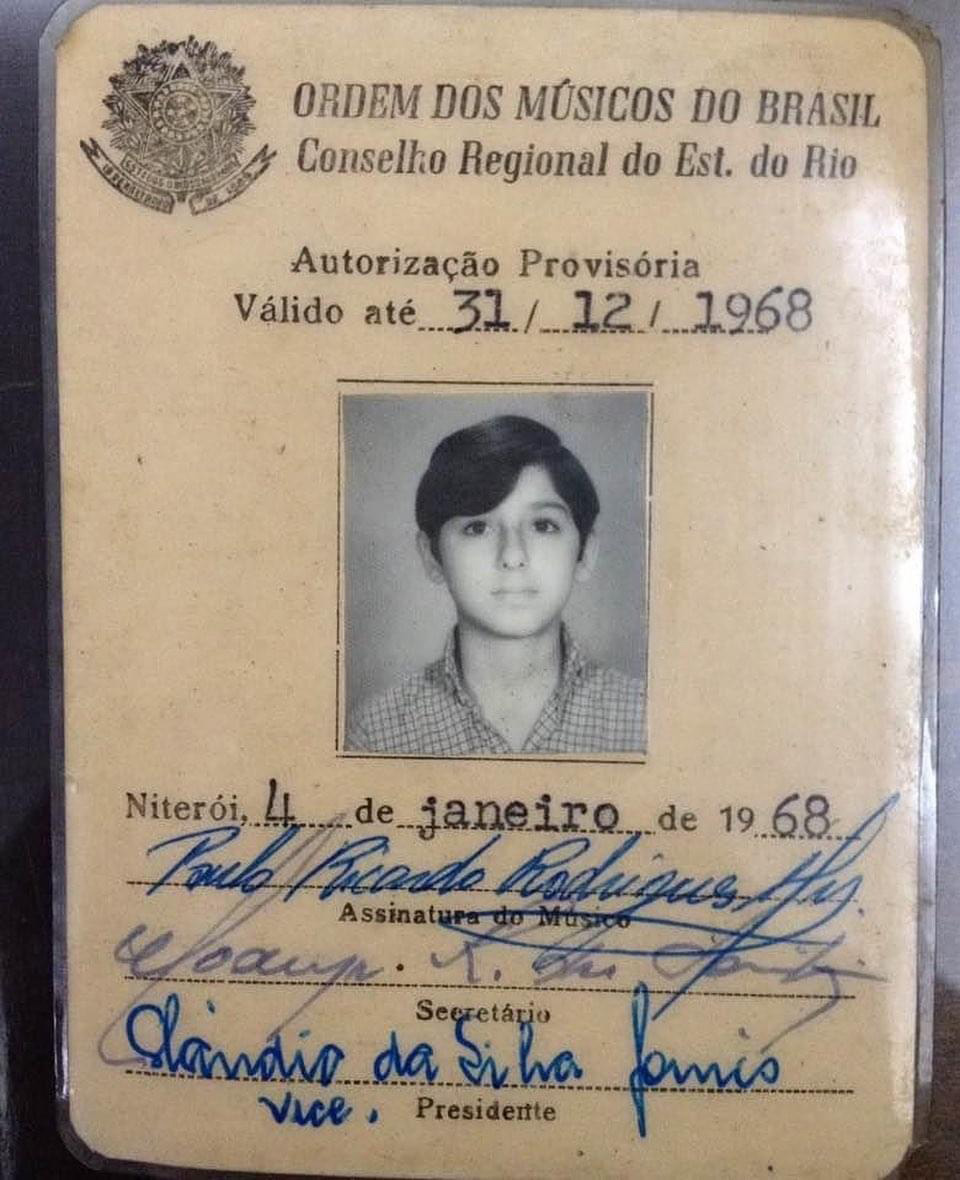 ORDEM DOS MÚSICOS DO BRASIL
Conselho Regional do Est. do Rio
Autorização Provisória
Válido até 31 / 12 / 1968
Niterói, 4 de janeiro de 1968
Paulo Ricardo Rodrigues
Assinatura do Músico
Secretário
Cláudio da Silva
Vice. Presidente